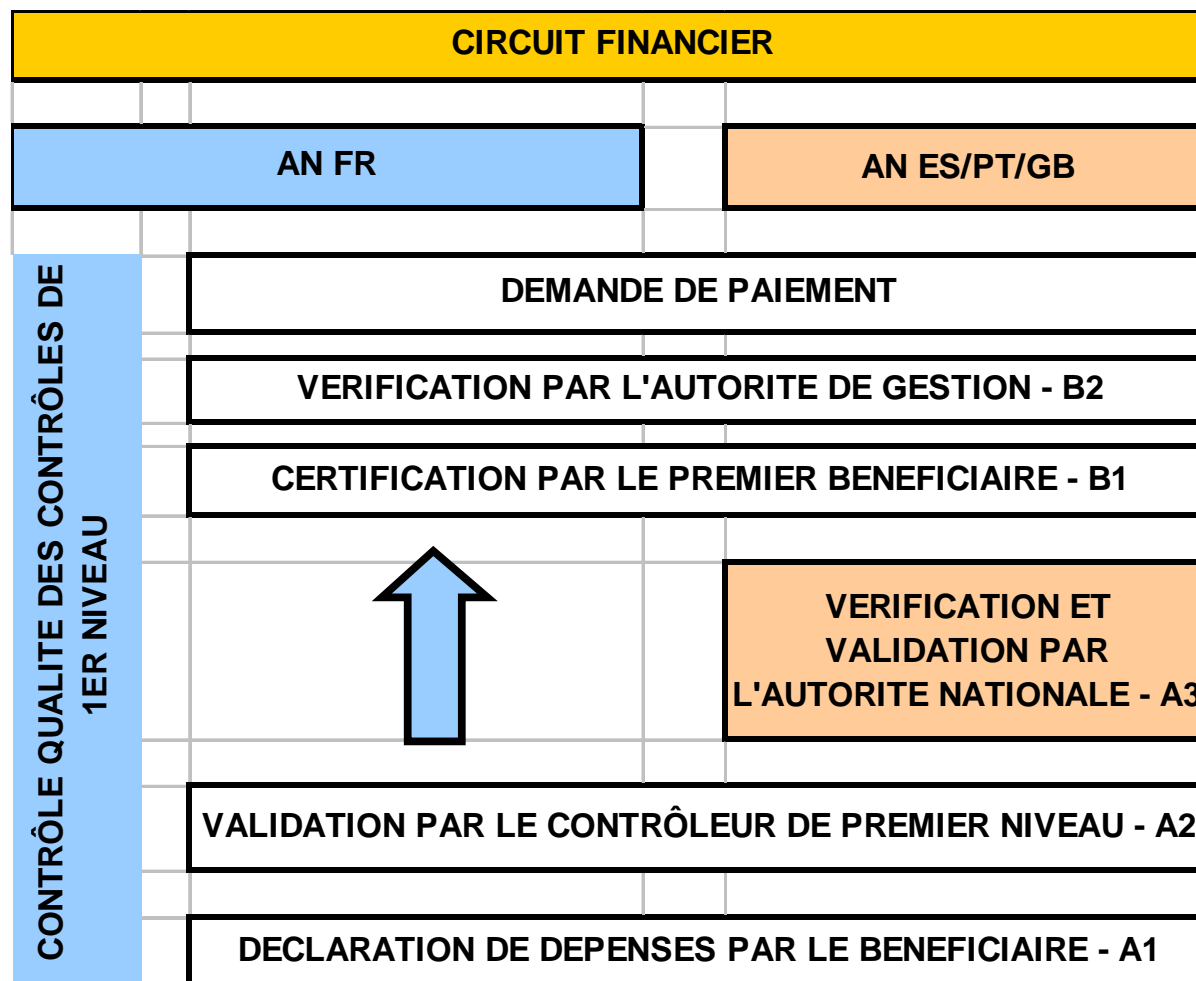 CIRCUIT FINANCIER
AN FR
AN ES/PT/GB
CONTRÔLE QUALITE DES CONTRÔLES DE
1ER NIVEAU
DEMANDE DE PAIEMENT
VERIFICATION PAR L'AUTORITE DE GESTION - B2
CERTIFICATION PAR LE PREMIER BENEFICIAIRE - B1
VERIFICATION ET
VALIDATION PAR
L'AUTORITE NATIONALE - A3
VALIDATION PAR LE CONTRÔLEUR DE PREMIER NIVEAU - A2
DECLARATION DE DEPENSES PAR LE BENEFICIAIRE - A1